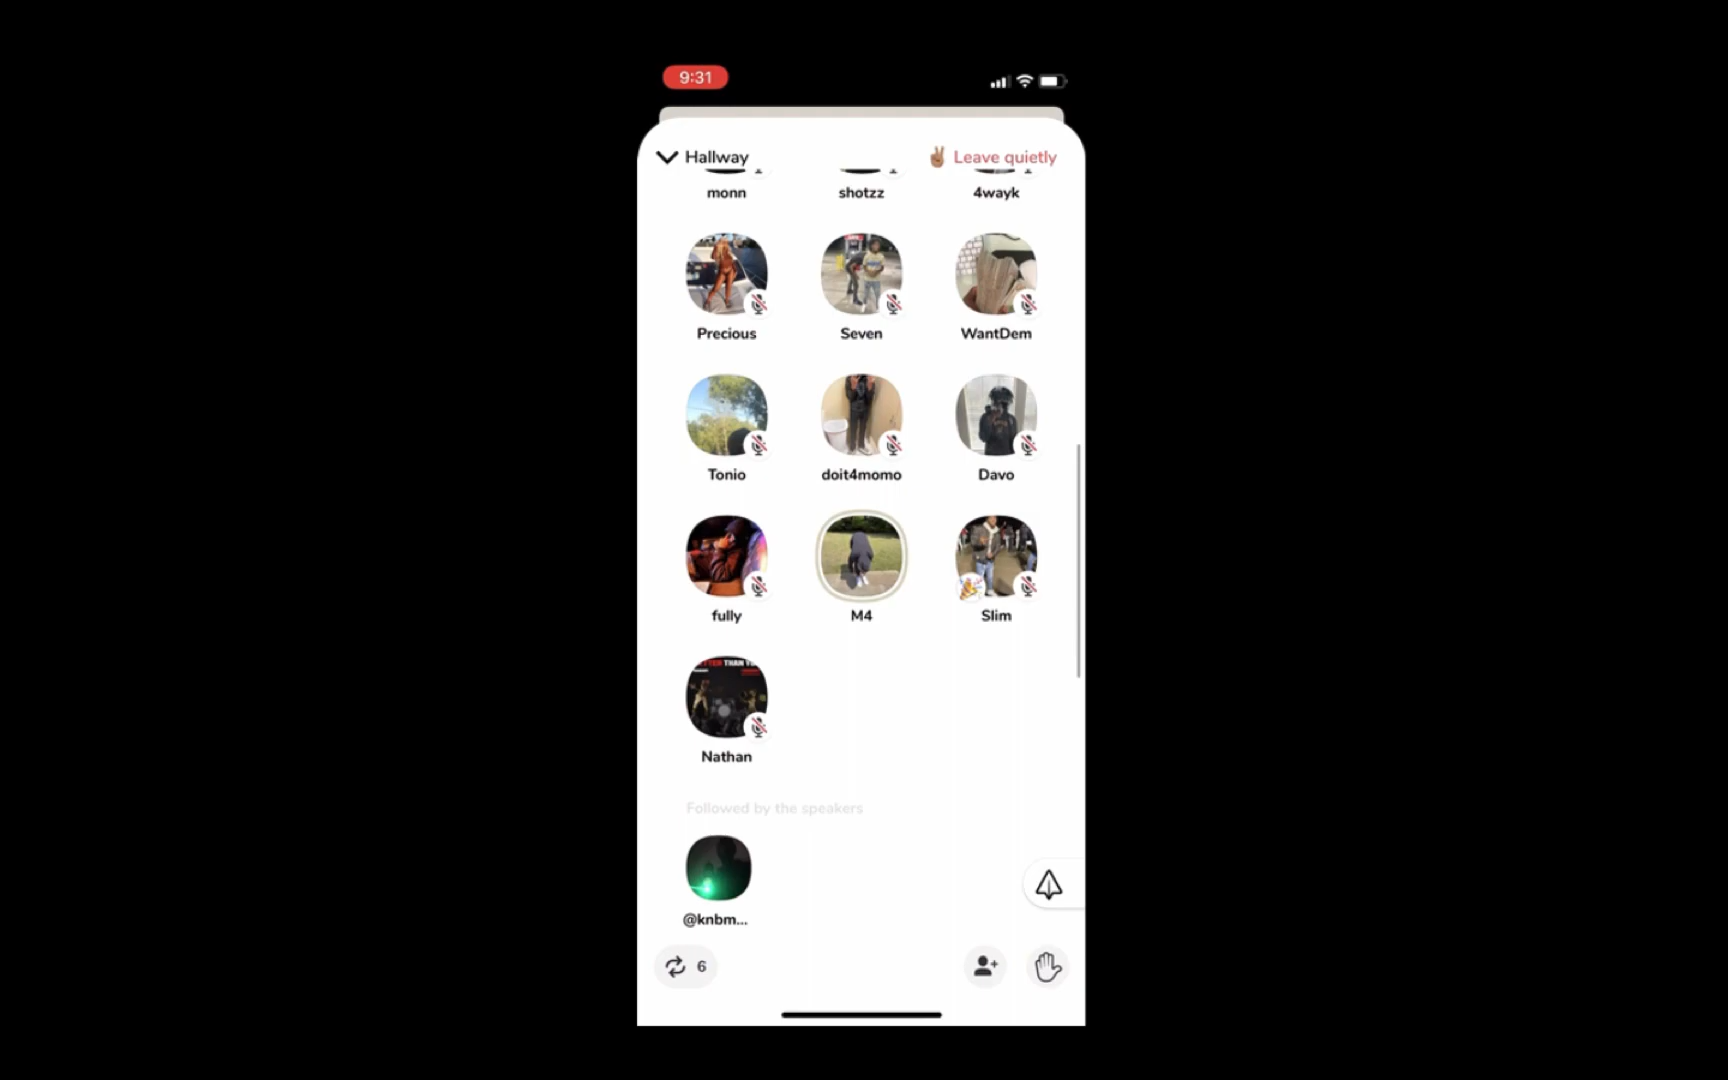 9:31
Hallway
Leave quietly
monn
shotzz
4wayk
Precious
Seven
WantDem
Tonio
doit4momo
Davo
fully
M4
Slim
THAN
Nathan
Followed by the speakers
@knbm...
6